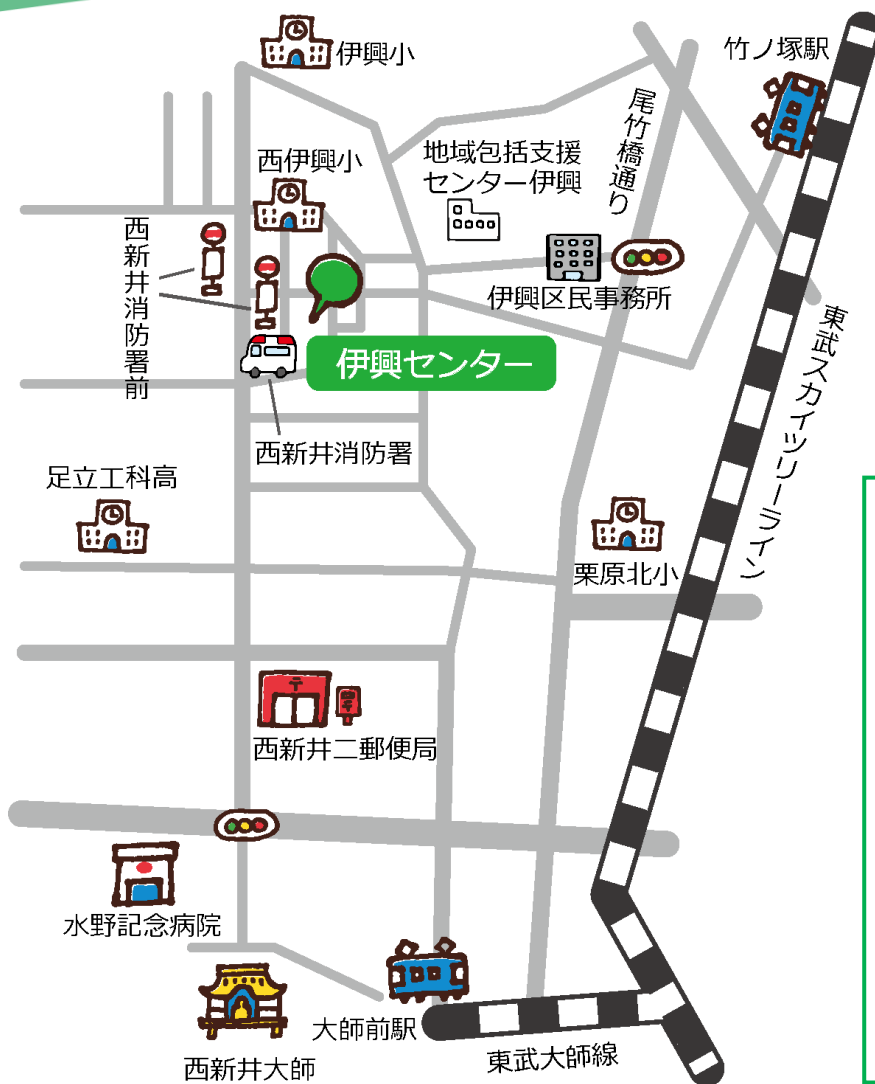 伊興小
竹ノ塚駅
尾竹橋通り
地域包括支援
センター伊興
西伊興小
西新井消防署前
伊興区民事務所
東武スカイツリーライン
伊興センター
西新井消防署
足立工科高
栗原北小
〒
〒
西新井二郵便局
水野記念病院
大師前駅
東武大師線
西新井大師